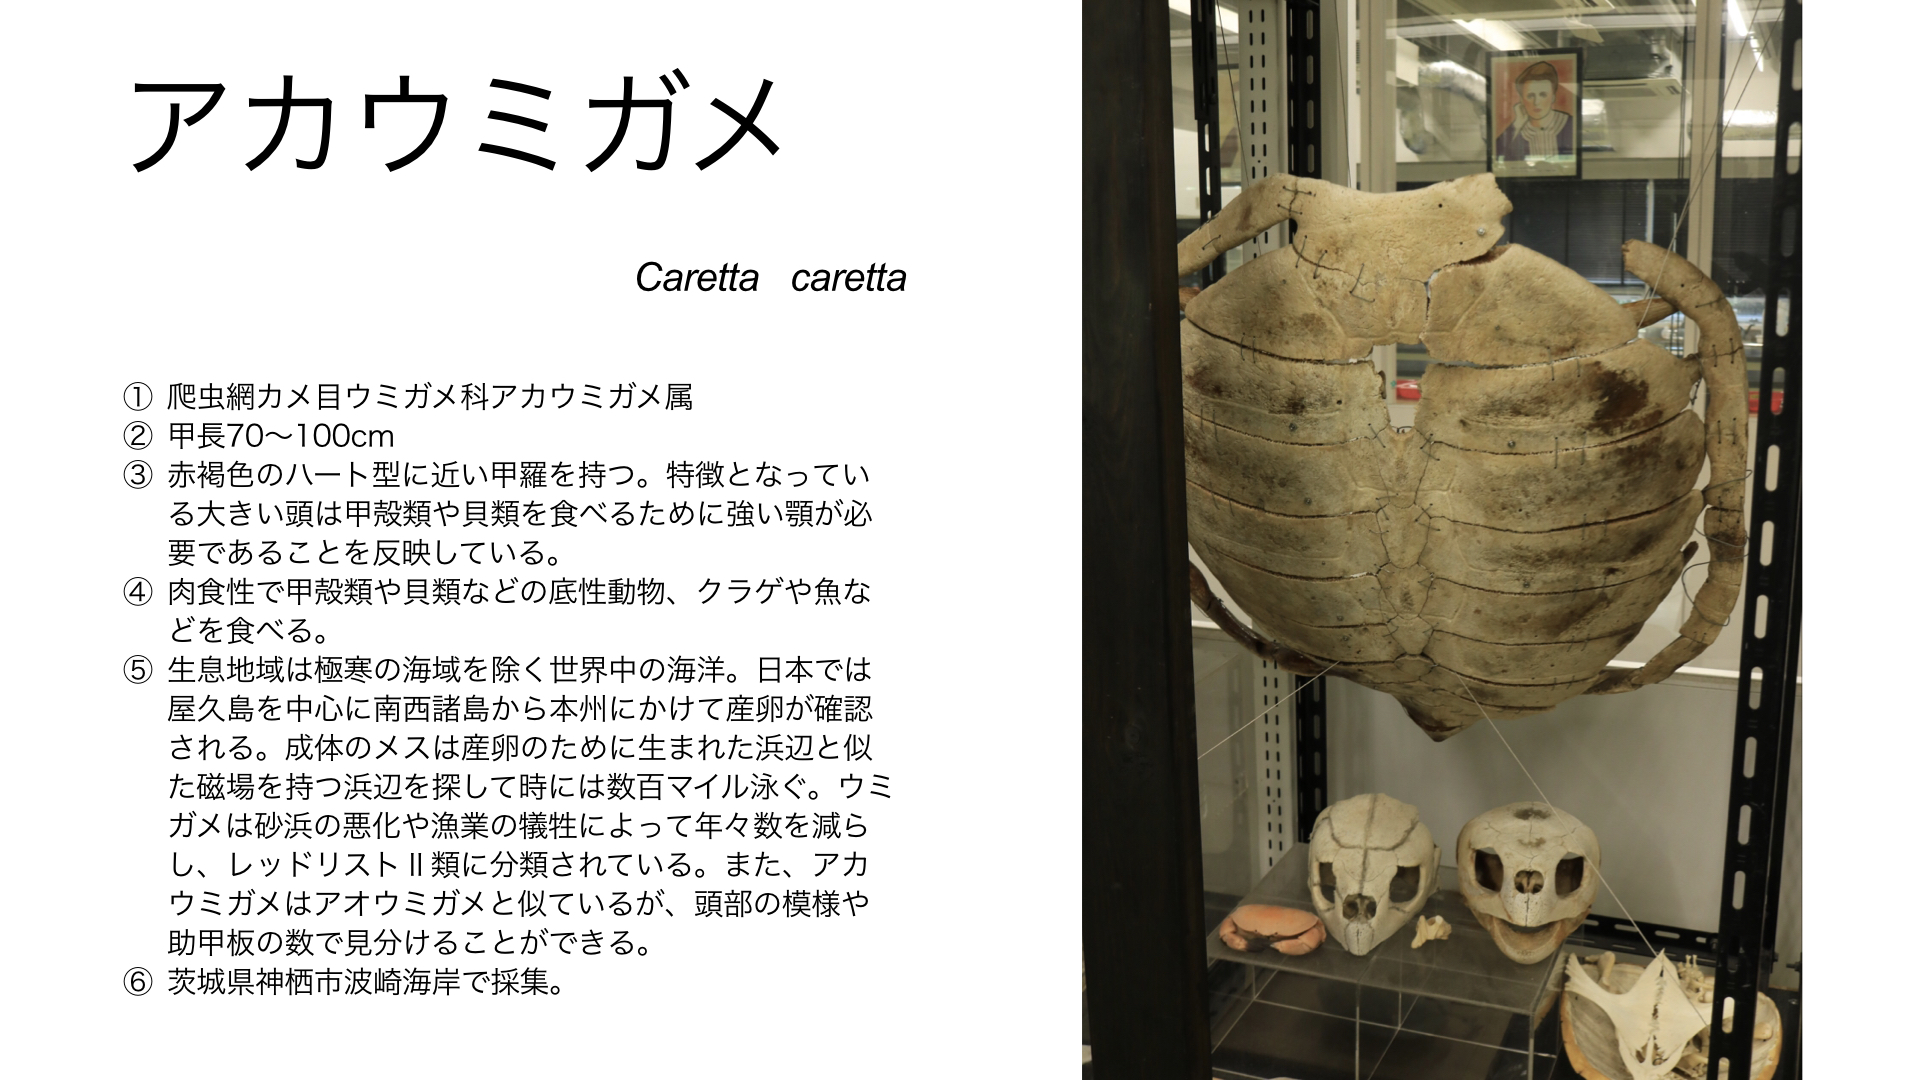 アカウミガメ
Caretta caretta
① 爬虫網カメ目ウミガメ科アカウミガメ属
② 甲長70〜100cm
③ 赤褐色のハート型に近い甲羅を持つ。特徴となってい
る大きい頭は甲殻類や貝類を食べるために強い顎が必
要であることを反映している。
④ 肉食性で甲殻類や貝類などの底性動物、クラゲや魚な
どを食べる。
⑤ 生息地域は極寒の海域を除く世界中の海洋。日本では
屋久島を中心に南西諸島から本州にかけて産卵が確認
される。成体のメスは産卵のために生まれた浜辺と似
た磁場を持つ浜辺を探して時には数百マイル泳ぐ。ウミ
ガメは砂浜の悪化や漁業の犠牲によって年々数を減ら
し、レッドリストⅡ類に分類されている。また、アカ
ウミガメはアオウミガメと似ているが、頭部の模様や
助甲板の数で見分けることができる。
⑥ 茨城県神栖市波崎海岸で採集。